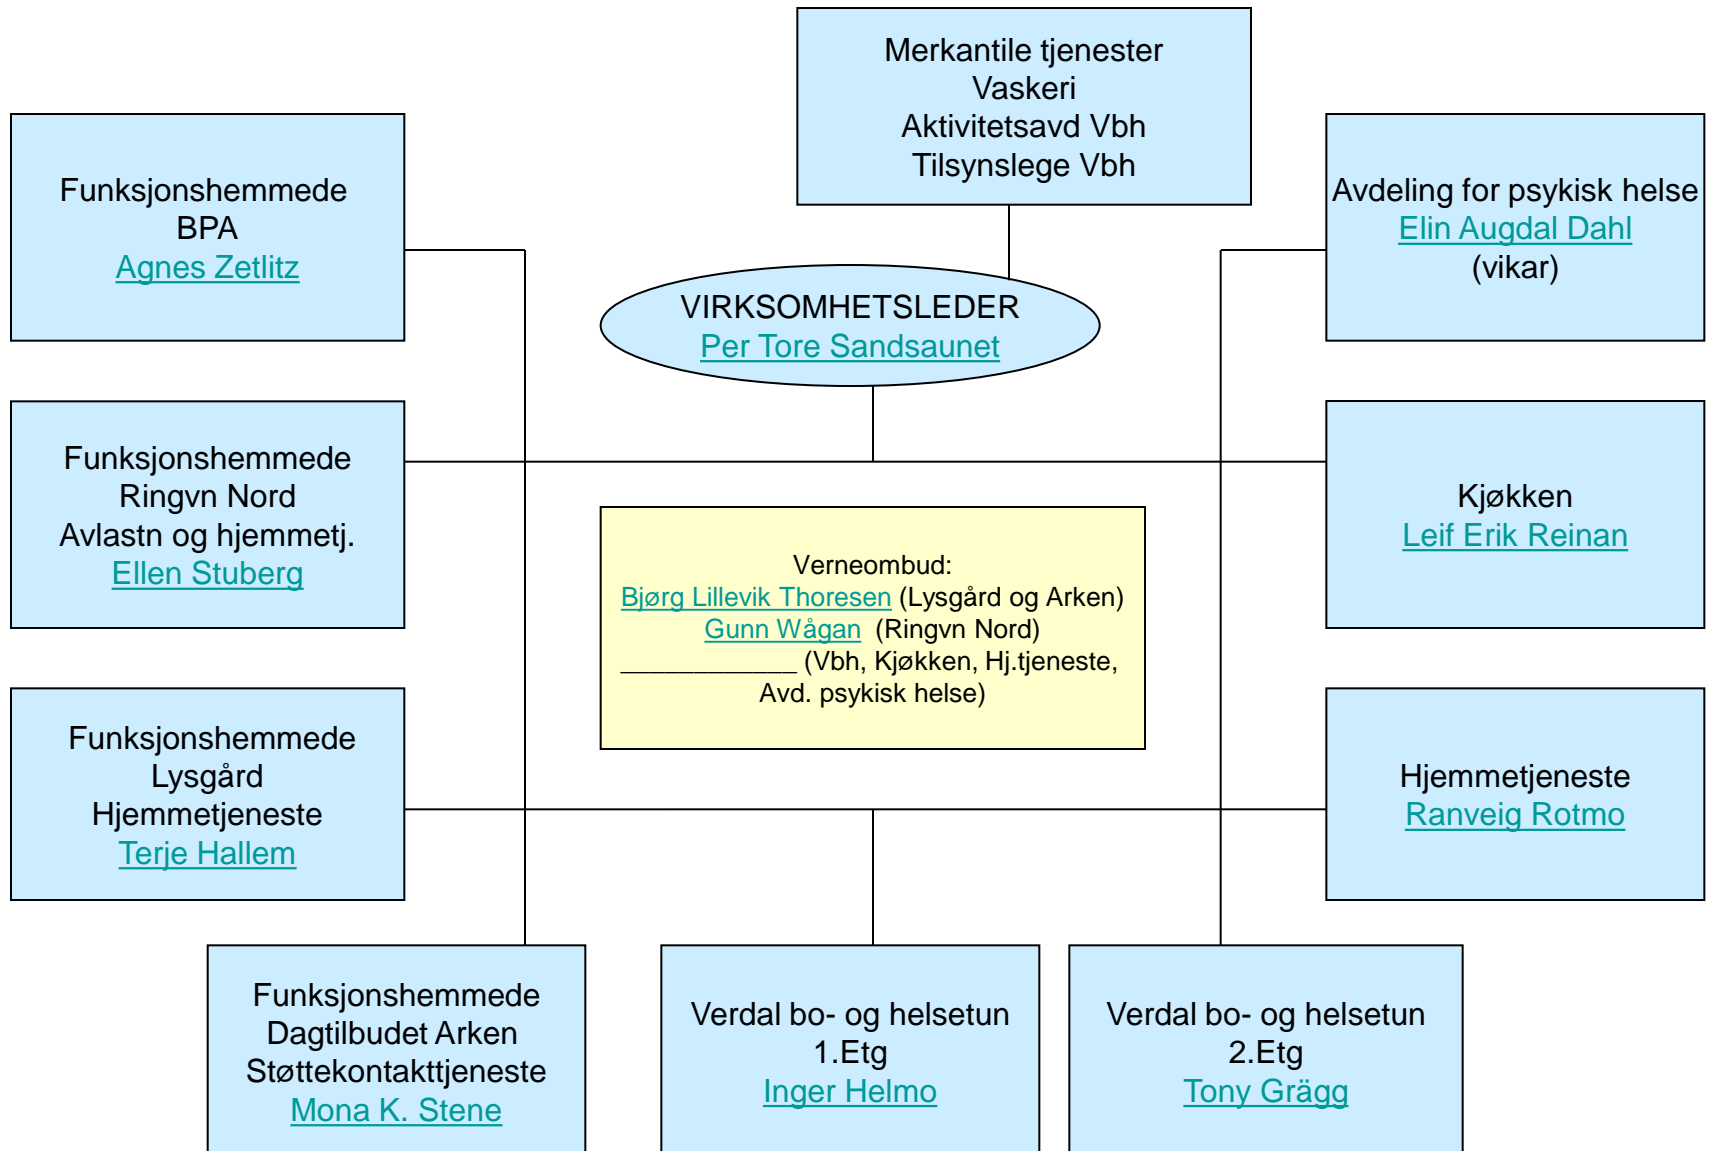 Merkantile tjenester
Vaskeri
Aktivitetsavd Vbh
Tilsynslege Vbh
Funksjonshemmede
BPA
Agnes Zetlitz
Avdeling for psykisk helse
Elin Augdal Dahl
(vikar)
VIRKSOMHETSLEDER
Per Tore Sandsaunet
Funksjonshemmede
Ringvn Nord
Avlastn og hjemmetj.
Ellen Stuberg
Kjøkken
Leif Erik Reinan
Verneombud:
Bjørg Lillevik Thoresen (Lysgård og Arken)
Gunn Wågan (Ringvn Nord)
____________ (Vbh, Kjøkken, Hj.tjeneste,
Avd. psykisk helse)
Funksjonshemmede
Lysgård
Hjemmetjeneste
Terje Hallem
Hjemmetjeneste
Ranveig Rotmo
Funksjonshemmede
Dagtilbudet Arken
Støttekontakttjeneste
Mona K. Stene
Verdal bo- og helsetun
1.Etg
Inger Helmo
Verdal bo- og helsetun
2.Etg
Tony Grägg